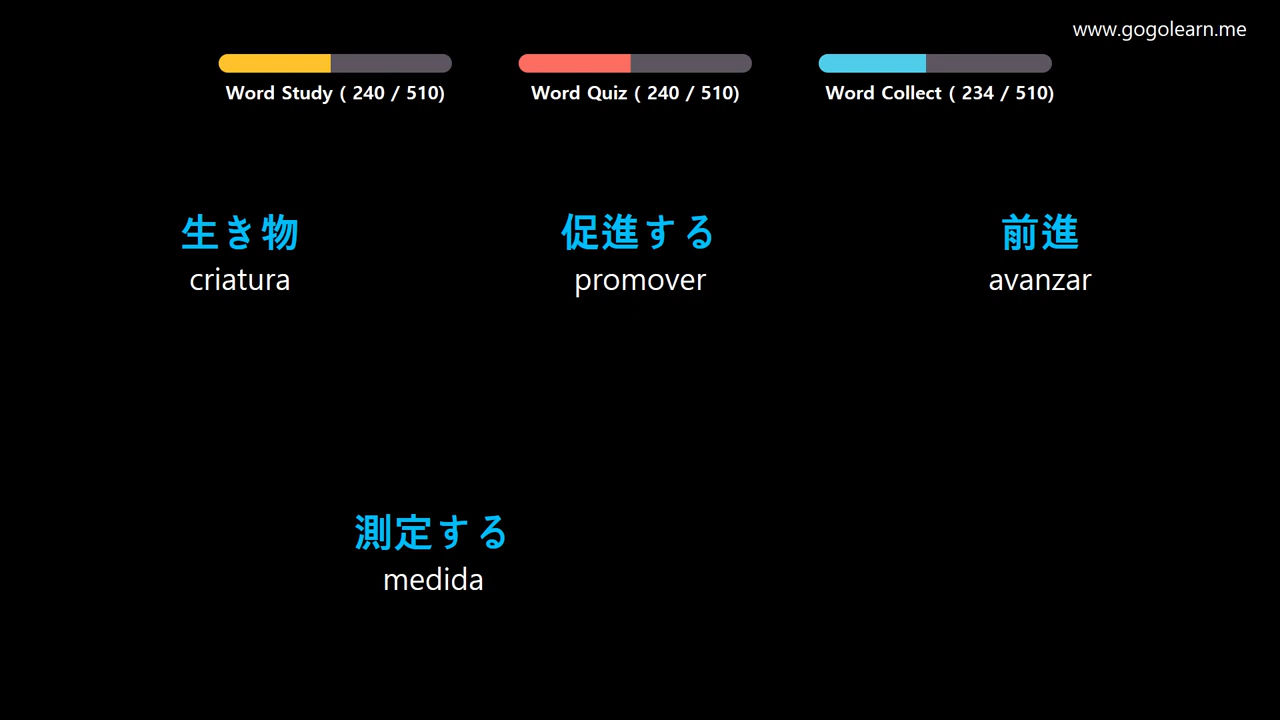 www.gogolearn.me
Word Study ( 240 / 510)
Word Quiz ( 240 / 510)
Word Collect ( 234 / 510)
生き物
criatura
促進する
promover
前進
avanzar
測定する
medida